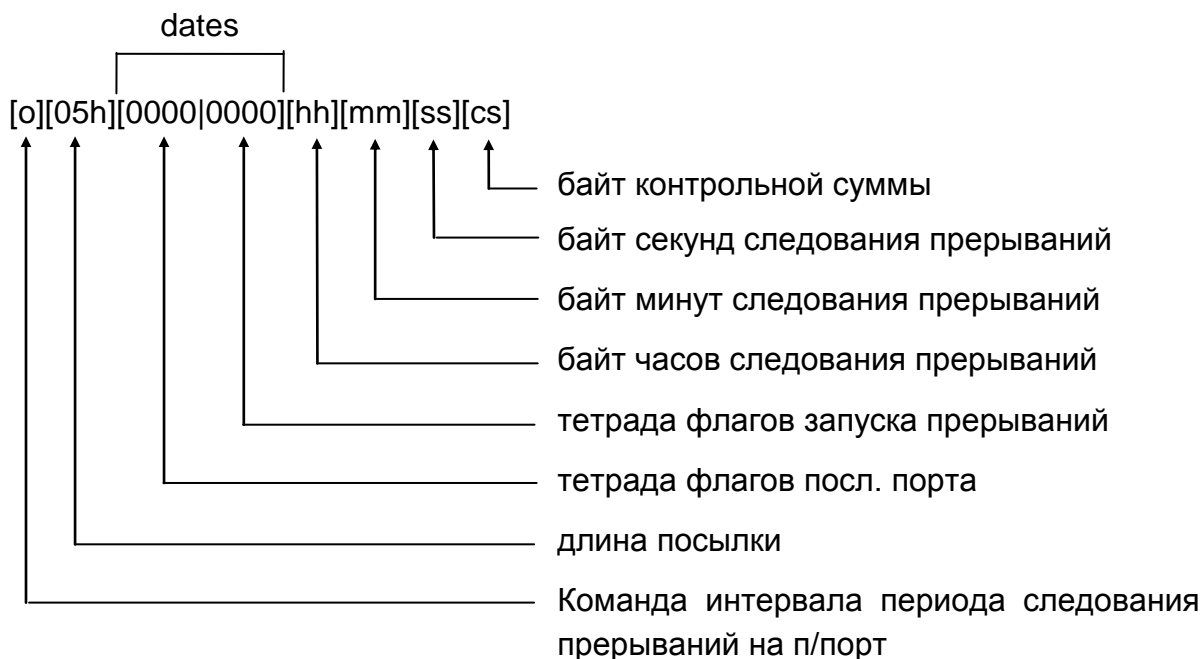 dates
[o][05h][0000|0000][hh][mm][ss][cs]
байт контрольной суммы
байт секунд следования прерываний
байт минут следования прерываний
байт часов следования прерываний
тетрада флагов запуска прерываний
тетрада флагов посл. порта
длина посылки
Команда интервала периода следования
прерываний на п/порт